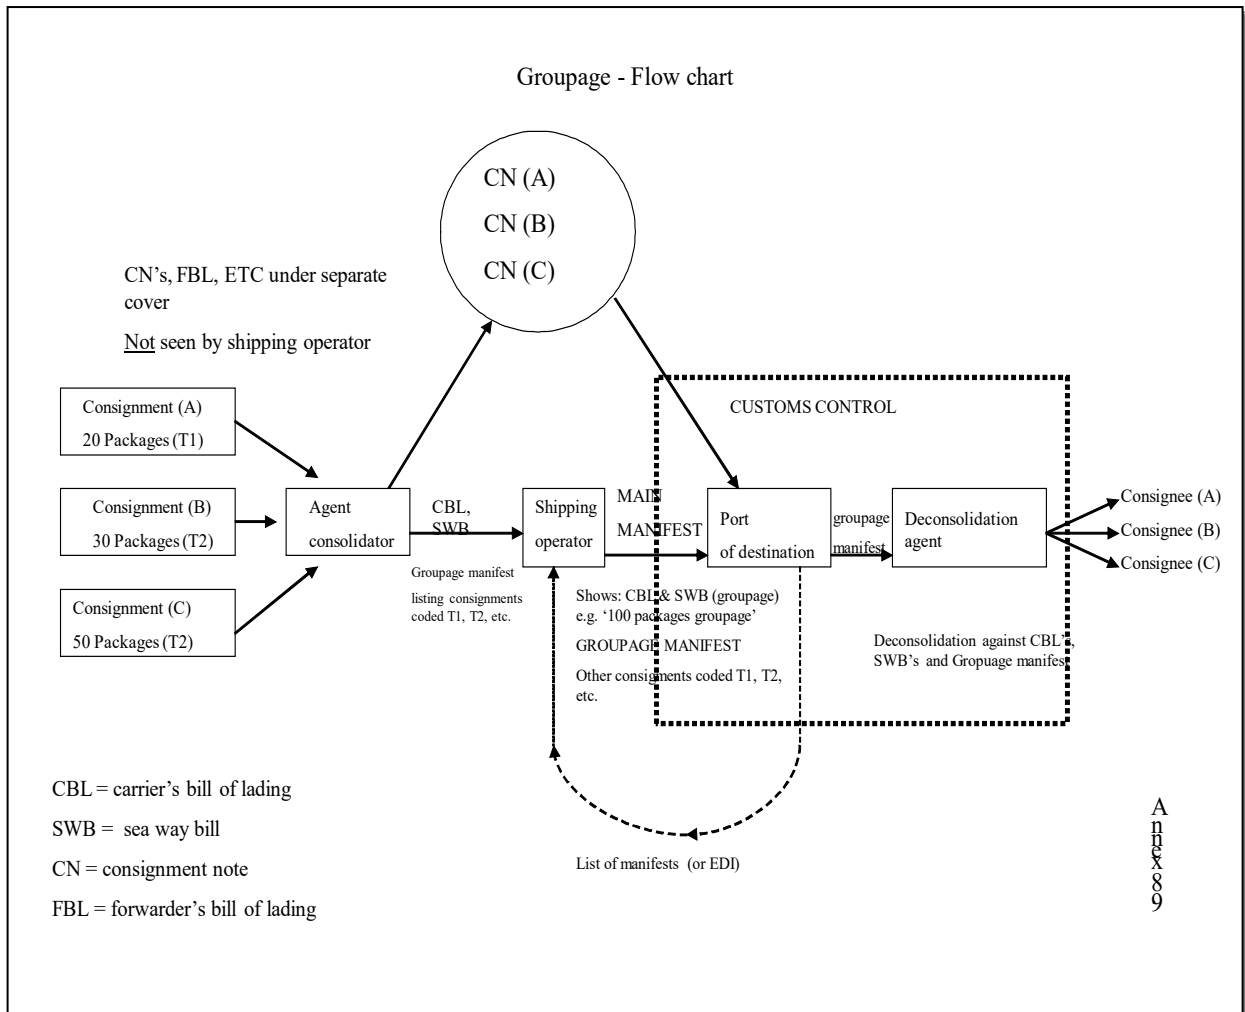 Groupage - Flow chart
CN (A)
CN (B)
CN (C)
CN's, FBL, ETC under separate
cover
Not seen by shipping operator
Consignment (A)
20 Packages (T1)
Consignment (B)
30 Packages (T2)
Consignment (C)
50 Packages (T2)
Agent
consolidator
CBL,
SWB
Groupage manifest
listing consignments
coded T1, T2, etc.
Shipping
operator
MAIN
MANIFEST
Shows: CBL & SWB (groupage)
e.g. ‘100 packages groupage’
GROUPAGE MANIFEST
Other consigments coded T1, T2,
etc.
CUSTOMS CONTROL
Port
of destination
groupage
manifest
Deconsolidation
agent
Deconsolidation against CBL's,
SWB's and Gropuage manifest
Consignee (A)
Consignee (B)
Consignee (C)
List of manifests (or EDI)
CBL = carrier's bill of lading
SWB = sea way bill
CN = consignment note
FBL = forwarder's bill of lading
Annex 89